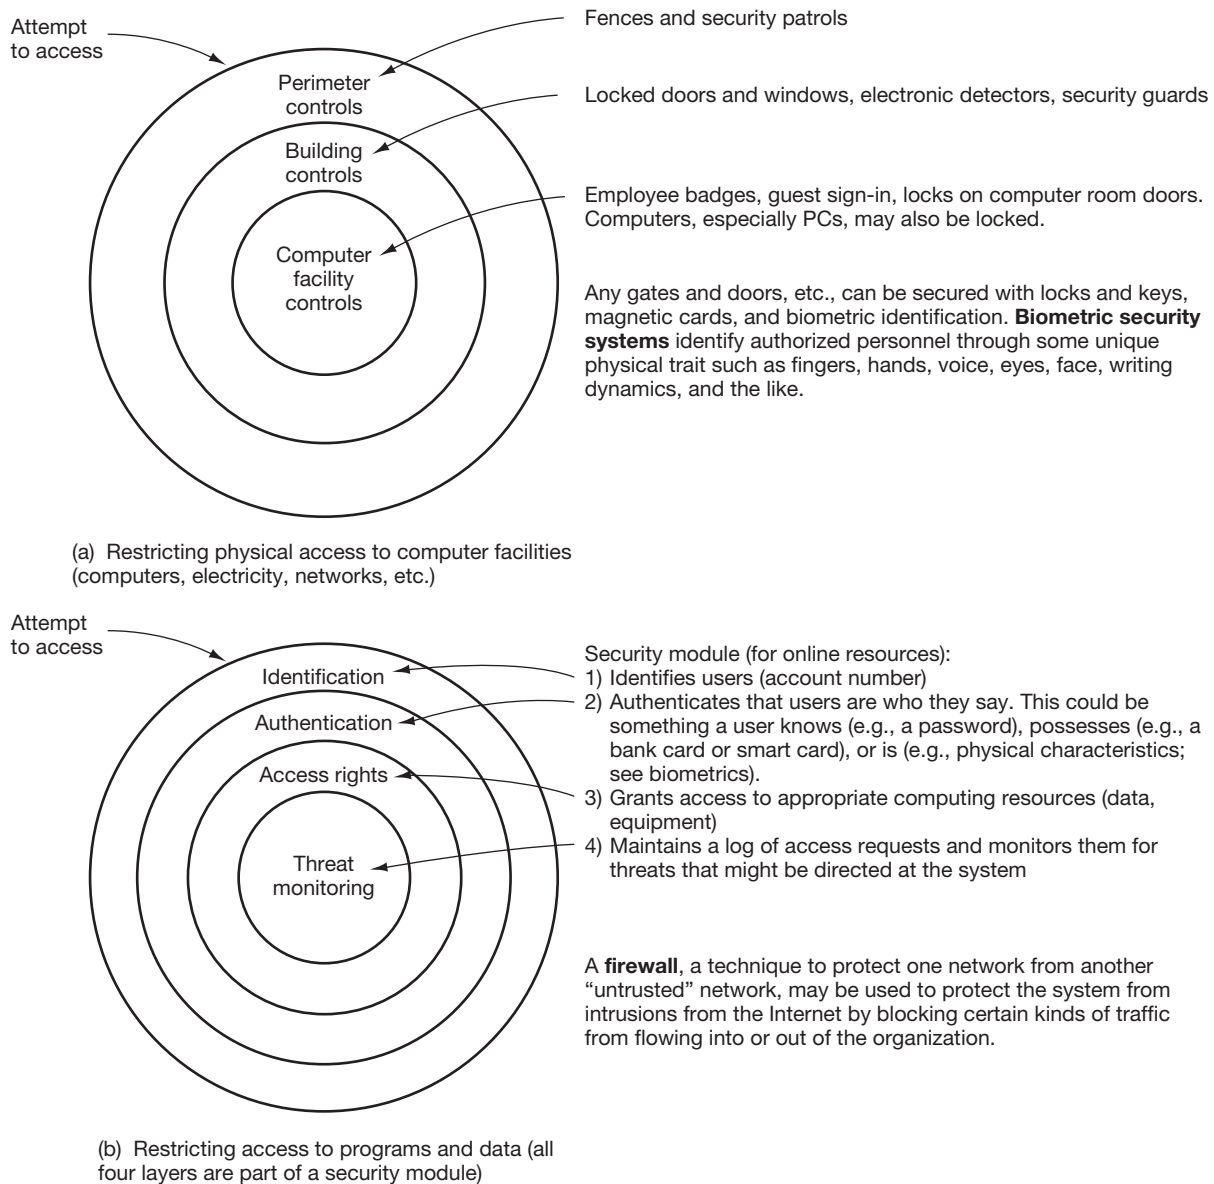 Attempt
to access
Fences and security patrols
Perimeter
controls
Locked doors and windows, electronic detectors, security guards
Building
controls
Employee badges, guest sign-in, locks on computer room doors.
Computers, especially PCs, may also be locked.
Computer
facility
controls
Any gates and doors, etc., can be secured with locks and keys,
magnetic cards, and biometric identification. Biometric security
systems identify authorized personnel through some unique
physical trait such as fingers, hands, voice, eyes, face, writing
dynamics, and the like.
(a) Restricting physical access to computer facilities
(computers, electricity, networks, etc.)
Attempt
to access
Identification
Authentication
Access rights
Threat
monitoring
Security module (for online resources):
1) Identifies users (account number)
2) Authenticates that users are who they say. This could be
something a user knows (e.g., a password), possesses (e.g., a
bank card or smart card), or is (e.g., physical characteristics;
see biometrics).
3) Grants access to appropriate computing resources (data,
equipment)
4) Maintains a log of access requests and monitors them for
threats that might be directed at the system
A firewall, a technique to protect one network from another
“untrusted” network, may be used to protect the system from
intrusions from the Internet by blocking certain kinds of traffic
from flowing into or out of the organization.
(b) Restricting access to programs and data (all
four layers are part of a security module)